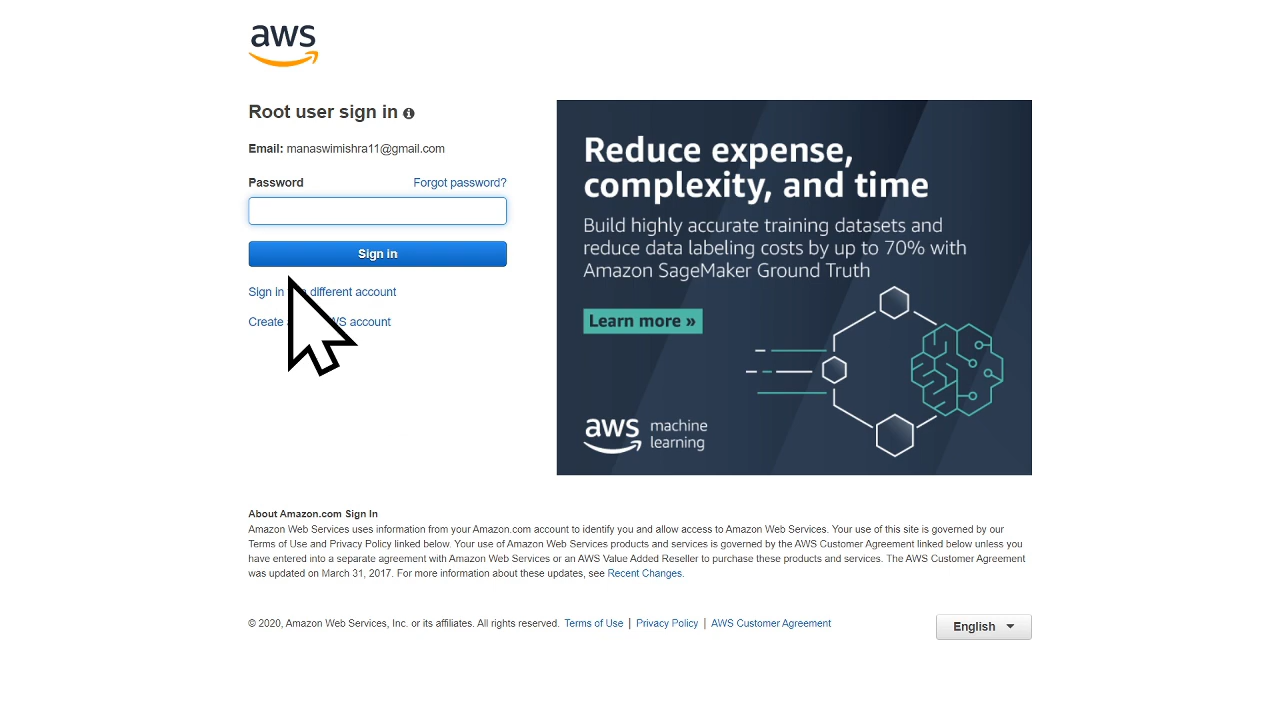 aws
Root user sign in
Email: manaswimishra11@gmail.com
Password Forgot password?
Sign in
Sign in different account
Create AWS account
Reduce expense,
complexity, and time
Build highly accurate training datasets and
reduce data labeling costs by up to 70% with
Amazon SageMaker Ground Truth
Learn more »
aws machine
learning
About Amazon.com Sign In
Amazon Web Services uses information from your Amazon.com account to identify you and allow access to Amazon Web Services. Your use of this site is governed by our
Terms of Use and Privacy Policy linked below. Your use of Amazon Web Services products and services is governed by the AWS Customer Agreement linked below unless you
have entered into a separate agreement with Amazon Web Services or an AWS Value Added Reseller to purchase these products and services. The AWS Customer Agreement
was updated on March 31, 2017. For more information about these updates, see Recent Changes.
© 2020, Amazon Web Services, Inc. or its affiliates. All rights reserved. Terms of Use | Privacy Policy | AWS Customer Agreement
English